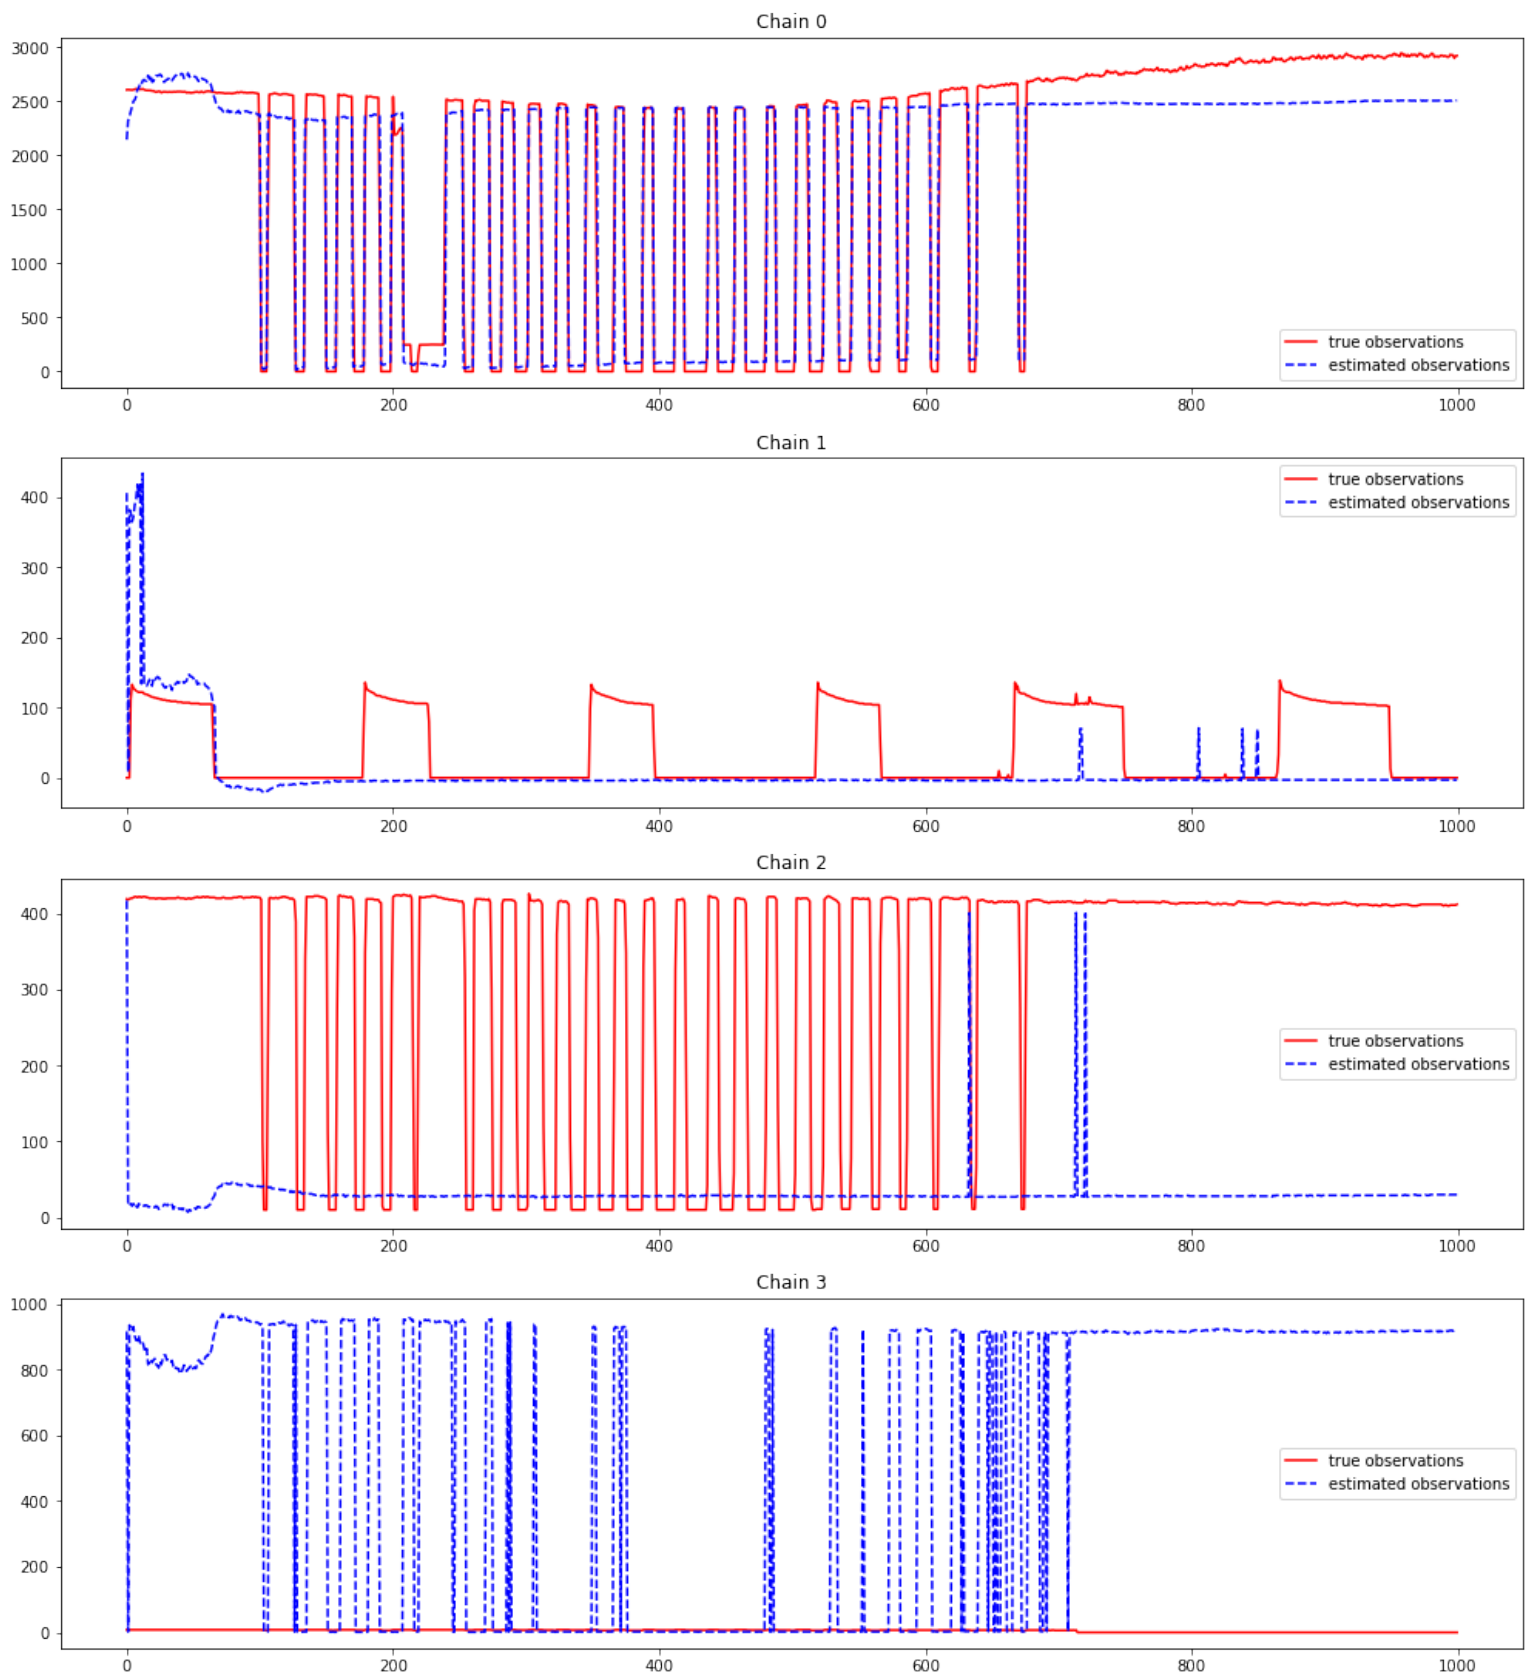 Chain 0
3000
2500
2000
1500
1000
500
0
true observations
estimated observations
0 200 400 600 800 1000
Chain 1
400
300
200
100
0
true observations
estimated observations
0 200 400 600 800 1000
Chain 2
400
300
200
100
0
true observations
estimated observations
0 200 400 600 800 1000
Chain 3
1000
800
600
400
200
0
true observations
estimated observations
0 200 400 600 800 1000